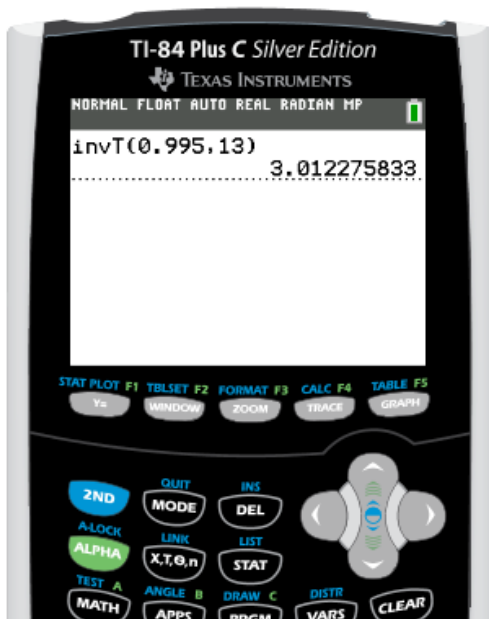 TI-84 Plus C Silver Edition
TEXAS INSTRUMENTS
NORMAL FLOAT AUTO REAL RADIAN MP
invT(0.995,13)
3.012275833
STAT PLOT F1 TBLSET F2 FORMAT F3 CALC F4 TABLE F5
Y= WINDOW ZOOM TRACE GRAPH
QUIT INS
2ND MODE DEL
A-LOCK LINK LIST
ALPHA X,T,θ,n STAT
TEST A ANGLE B DRAW C DISTR
MATH APPS PRGM VARS CLEAR